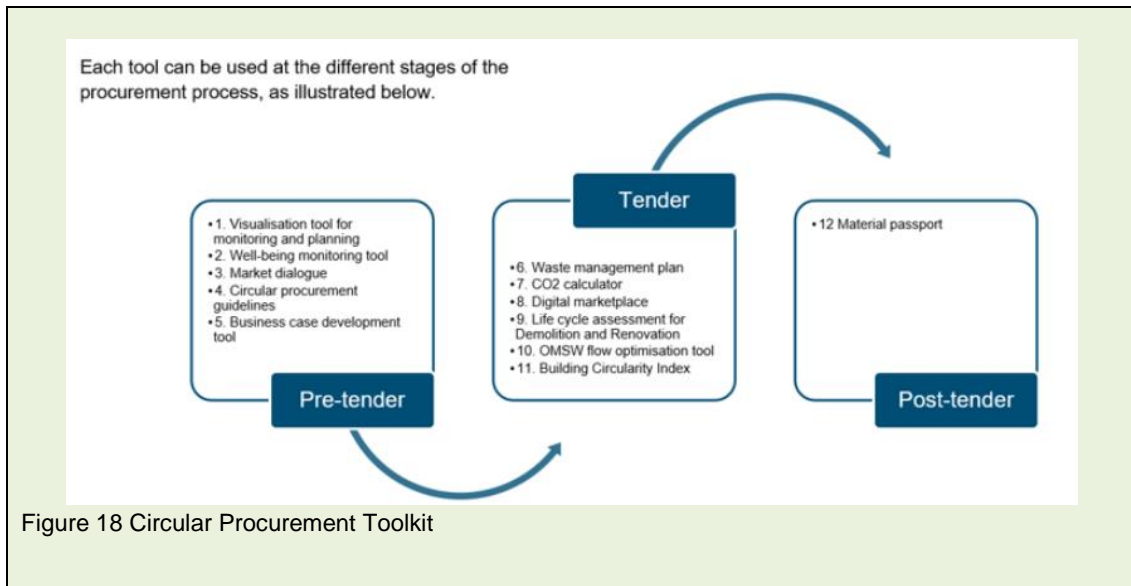 Each tool can be used at the different stages of the
procurement process, as illustrated below.
• 1. Visualisation tool for
monitoring and planning
• 2. Well-being monitoring tool
• 3. Market dialogue
• 4. Circular procurement
guidelines
• 5. Business case development
tool
Pre-tender
Tender
• 6. Waste management plan
• 7. CO2 calculator
• 8. Digital marketplace
• 9. Life cycle assessment for
Demolition and Renovation
• 10. OMSW flow optimisation tool
• 11. Building Circularity Index
• 12 Material passport
Post-tender
Figure 18 Circular Procurement Toolkit